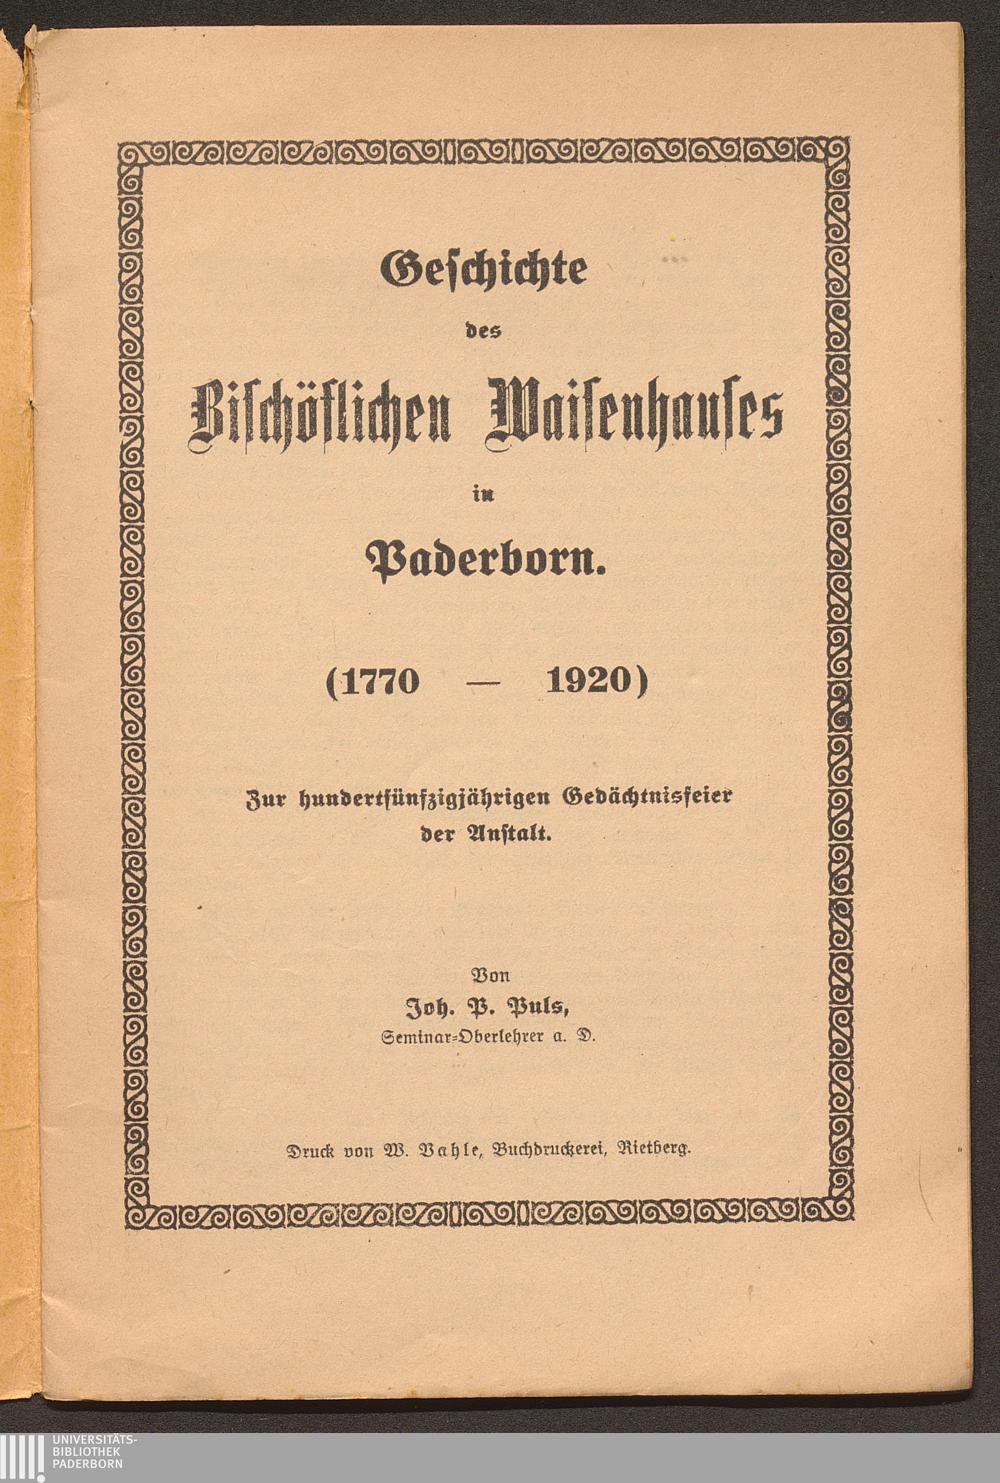 Geſchichte
des
Biſchöflichen Waiſenhauſes
in
Paderborn.
(1770 — 1920)
Zur hundertfünfzigjährigen Gedächtnisfeier
der Anſtalt.
Von
Joh. P. Puls,
Seminar-Oberlehrer a. D.
Druck von W. Vahle, Buchdruckerei, Rietberg.
UNIVERSITÄTS-
BIBLIOTHEK
PADERBORN